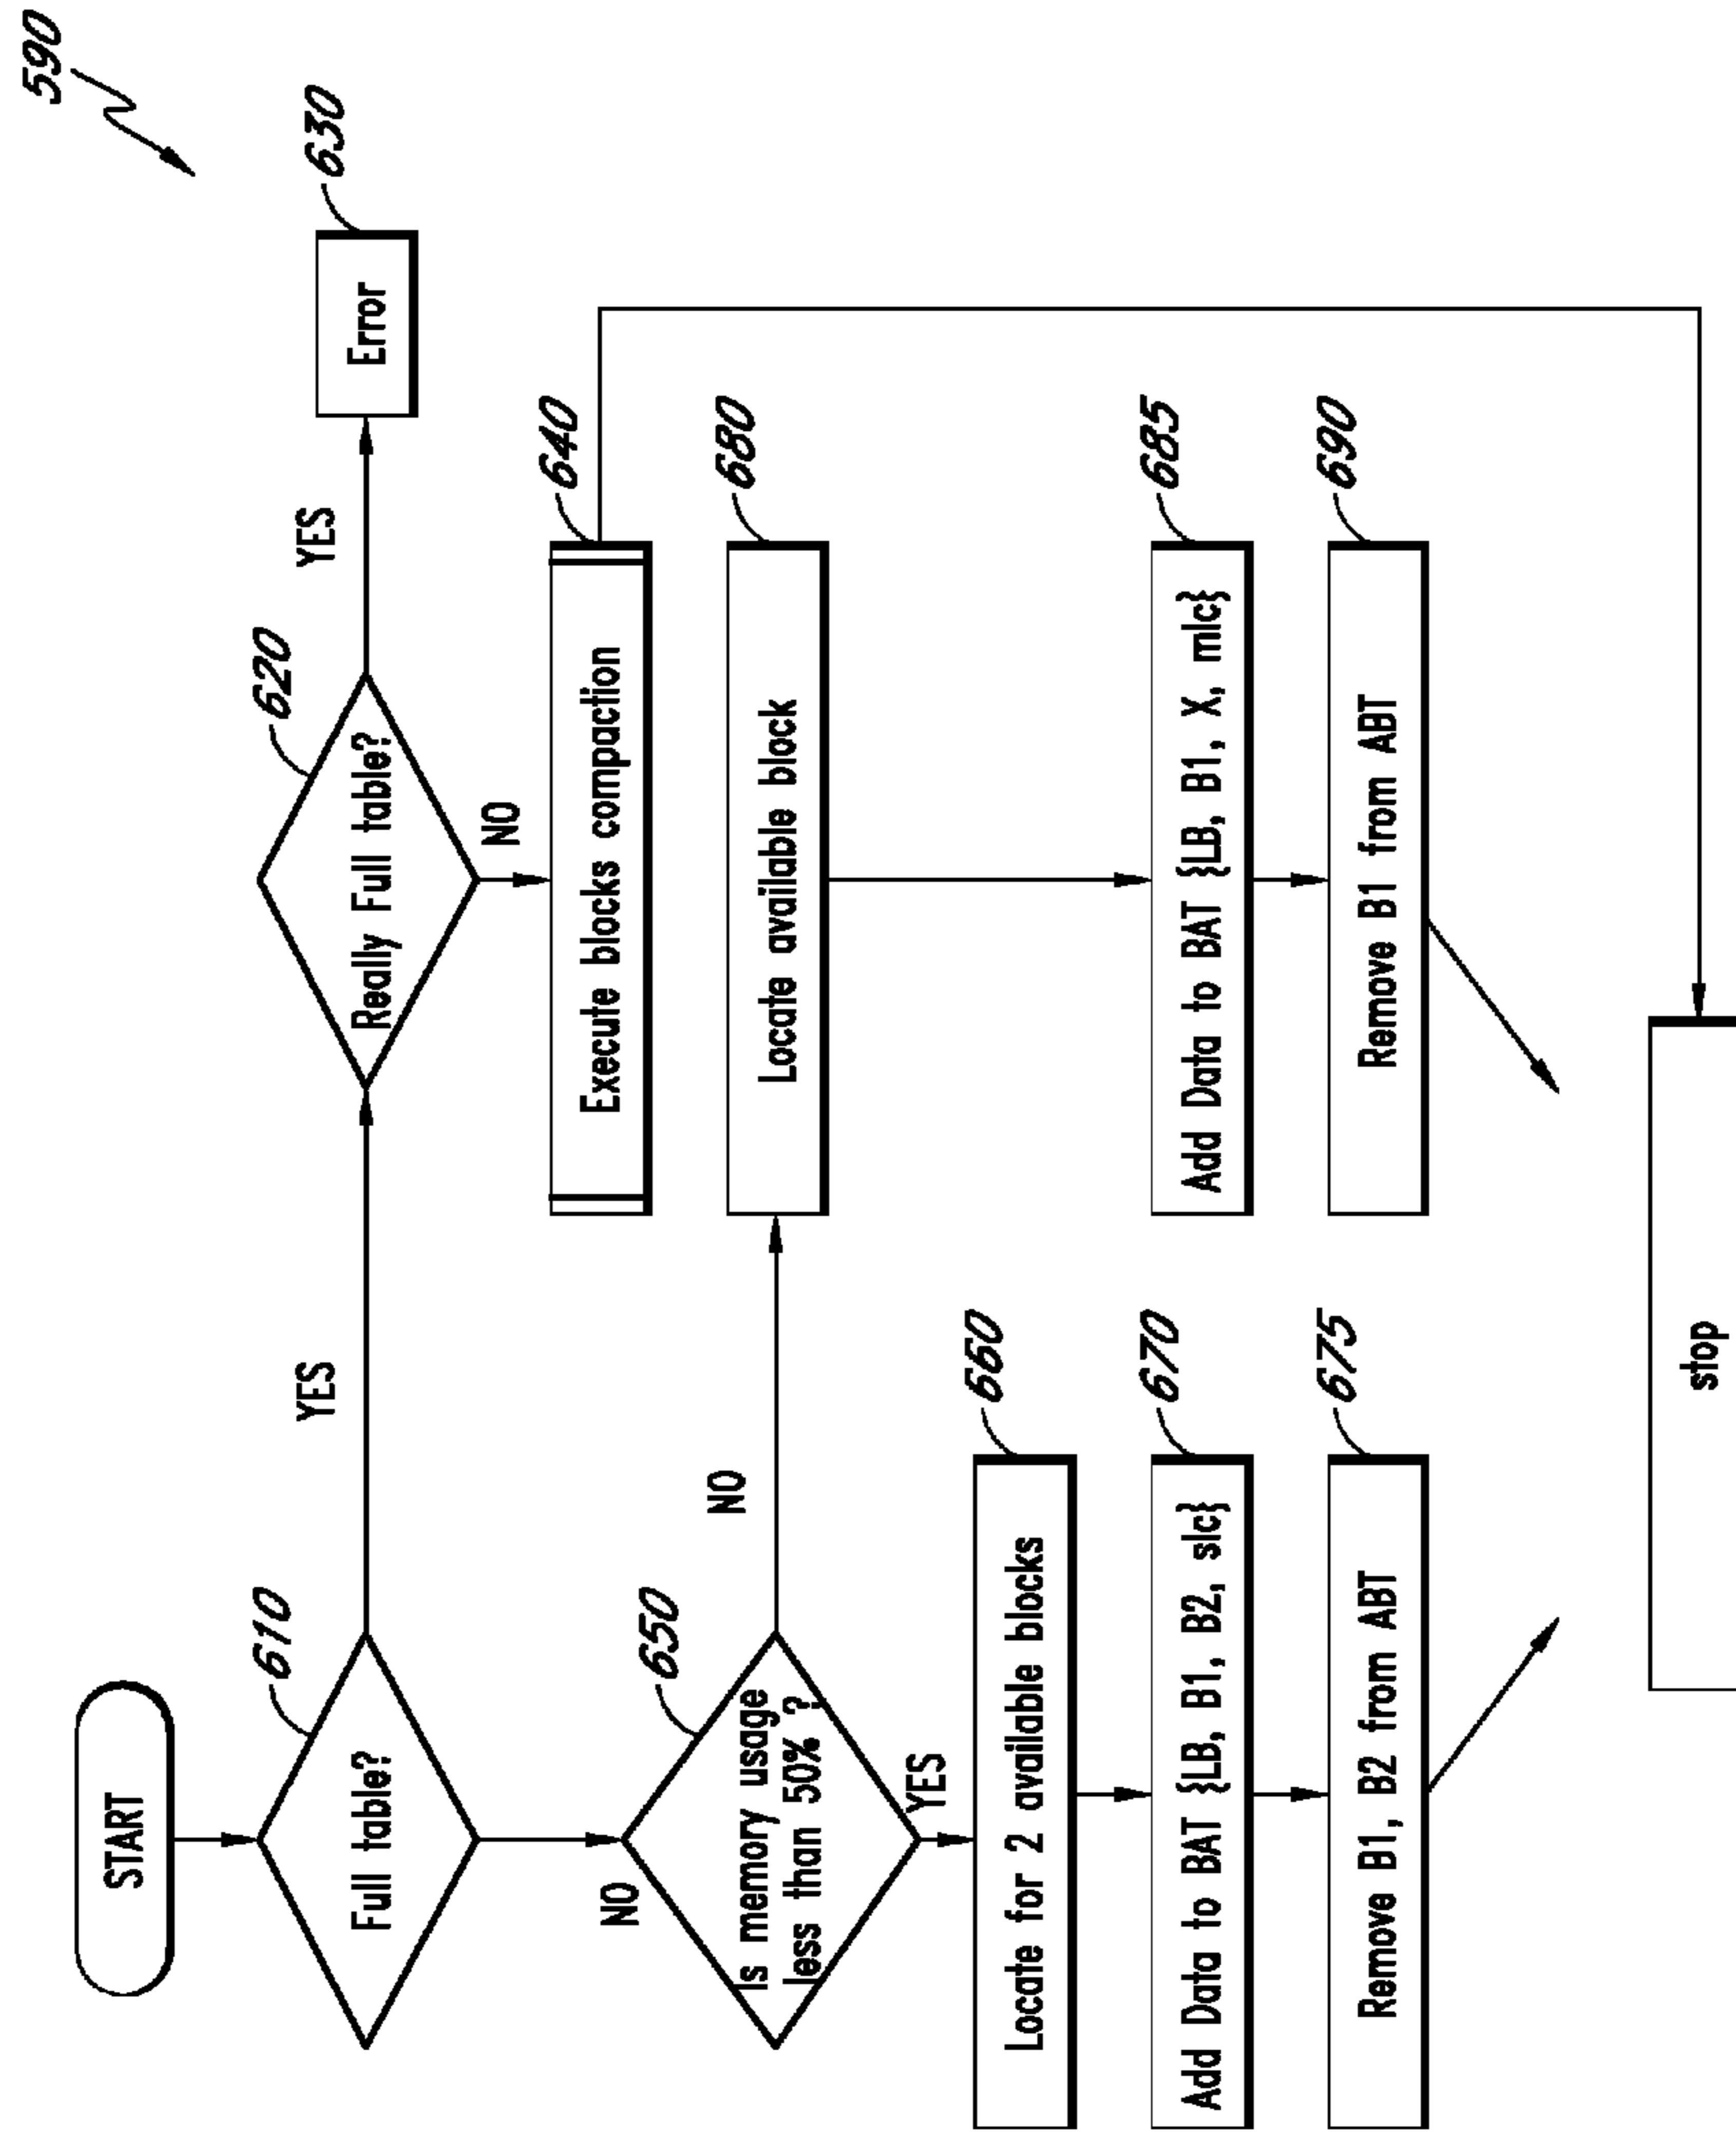 590
START
610
Full table?
YES
620
Really Full table?
YES
630
Error
NO
640
Execute blocks compaction
NO
650
Is memory usage
less than 50% ?
NO
680
Locate available block
YES
660
Locate for 2 available blocks
670
Add Data to BAT {LB, B1, B2, slc}
685
Add Data to BAT {LB, B1, X, mlc}
675
Remove B1, B2 from ABT
690
Remove B1 from ABT
stop